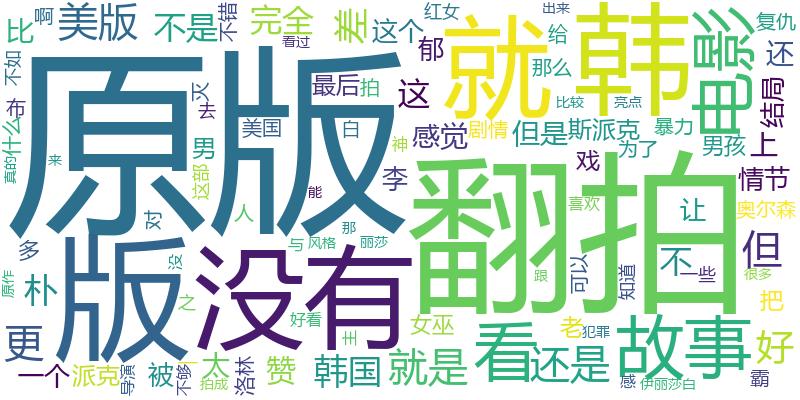 比 啊 美版 不是 不错 完全 看过 差 这个 红女 郁 那么 出来 给 比较 亮点 复仇 还
不如 布 灭 去 美国 白 最后 拍 这 感觉 神 剧情 但是 斯派克 为了 暴力 男孩 上 结局
原版 就 韩 电影
真的 什么 这部 男 李 戏 情节
多 来 对 比 人 能 那 与 风格 丽莎 喜欢 可以 知道 让 不 一些 奥尔森 但
版 没有 翻拍
原作 朴 没 之 好看 主 女巫 跟 很多 把
更 看 还是 故事 好
一个 派克 导演 被 不够 太 拍成 洛林 赞 韩国 就是 老 犯罪 感 伊丽莎白 霸